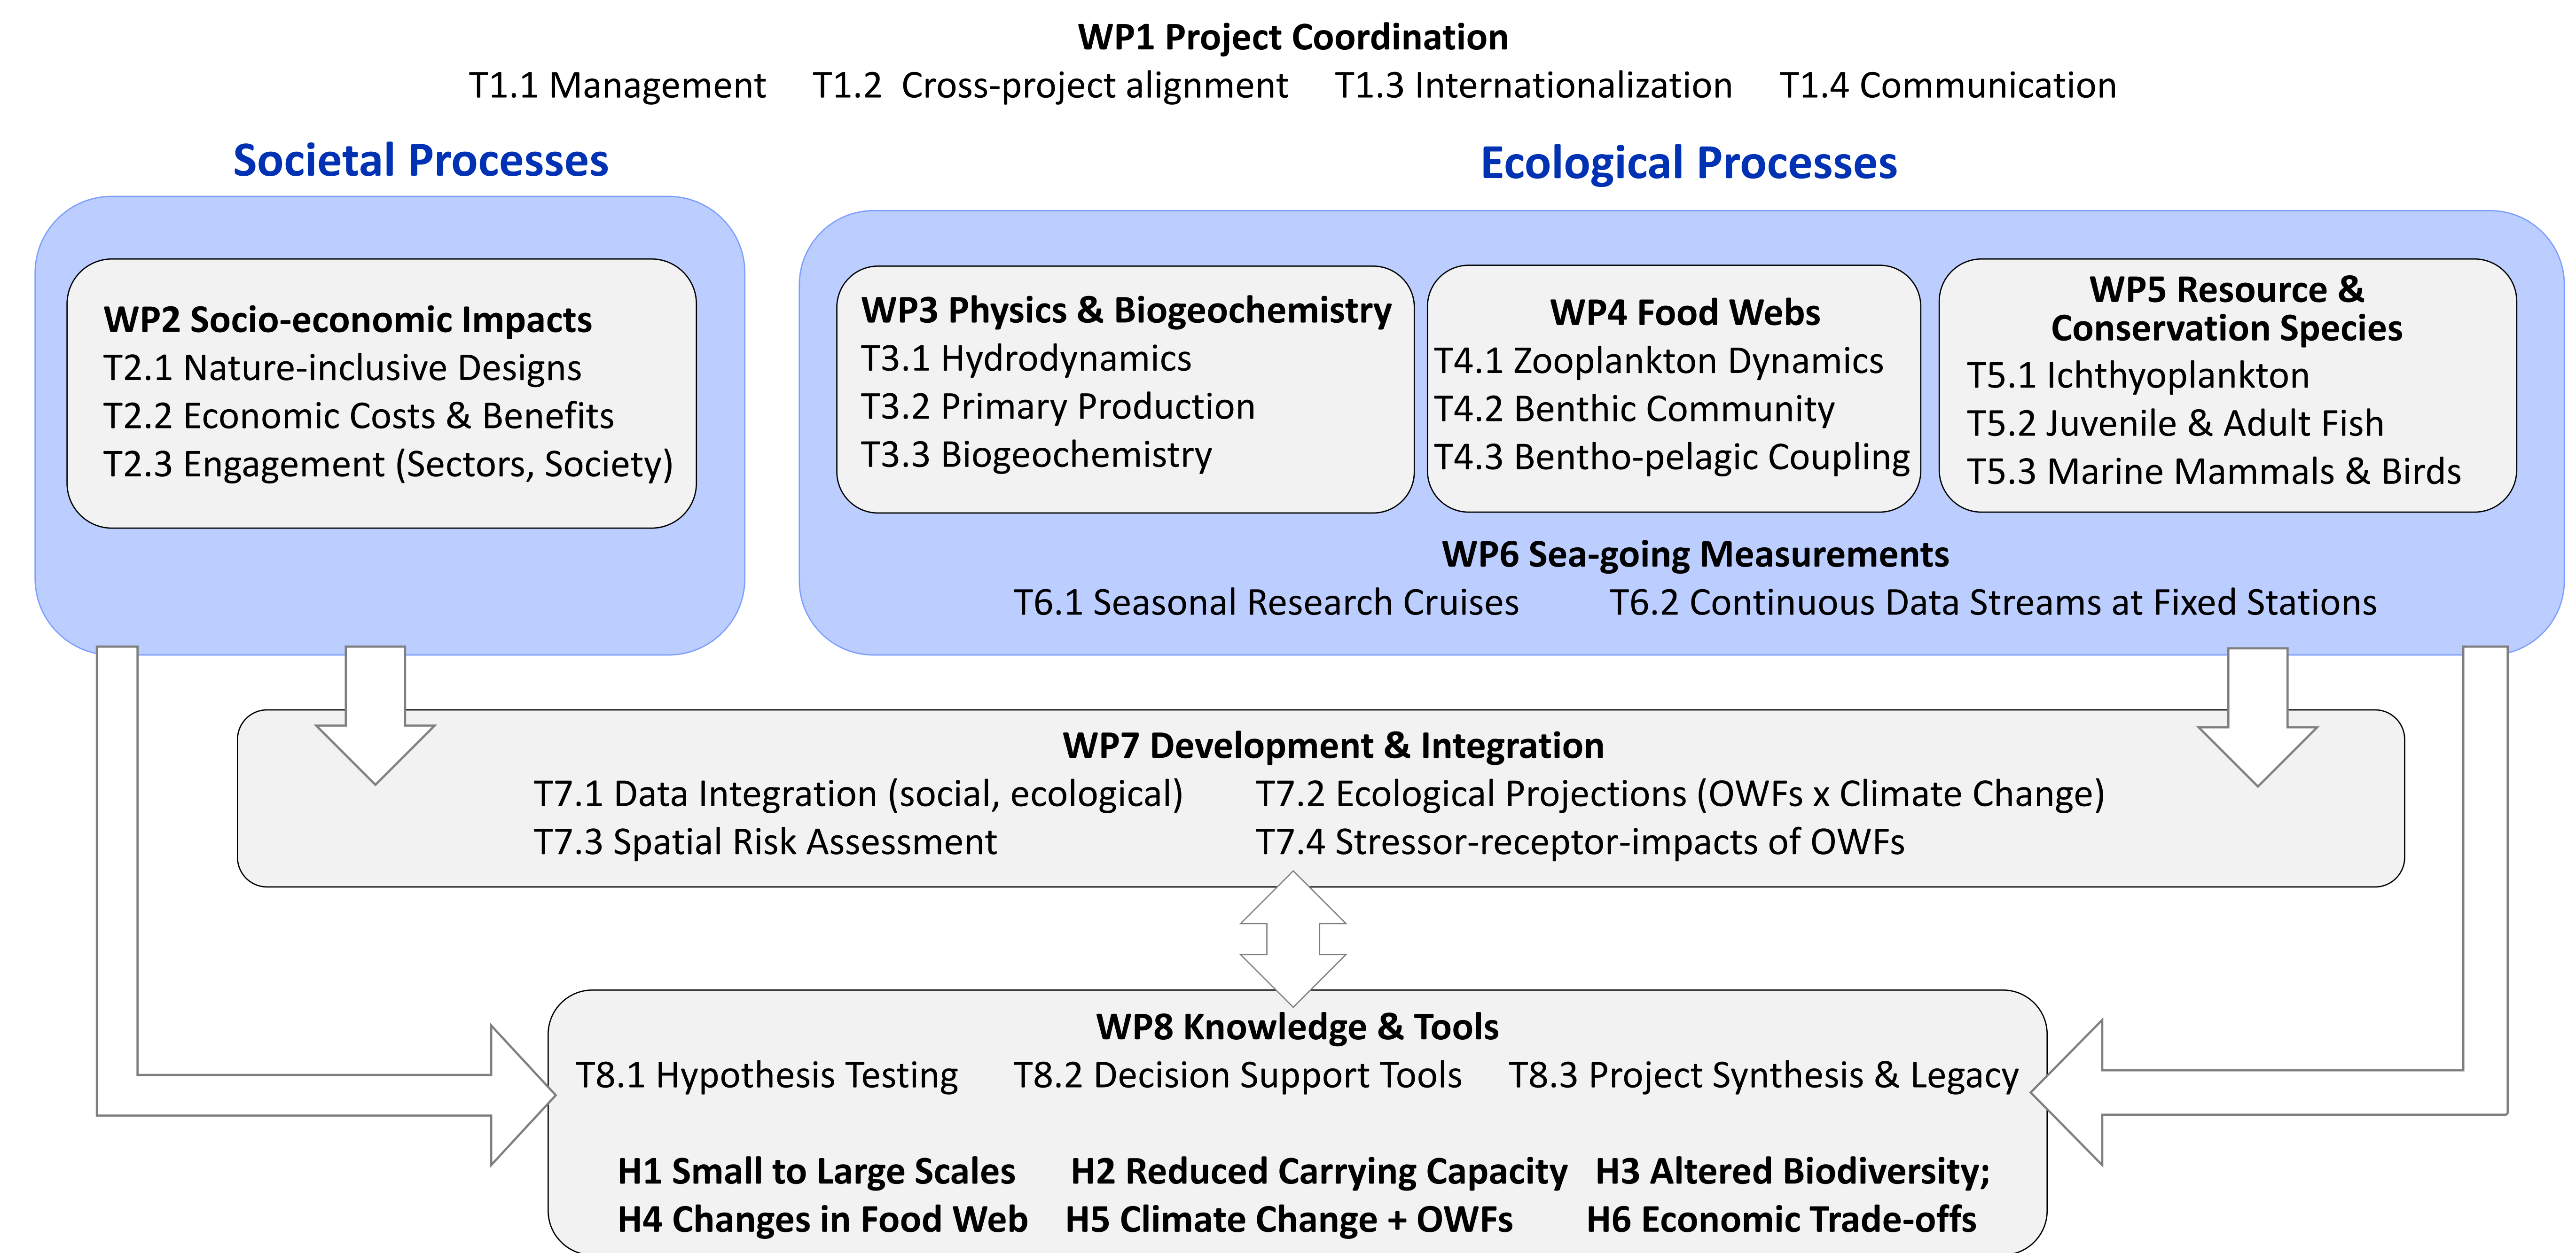 WP1 Project Coordination
T1.1 Management T1.2 Cross-project alignment T1.3 Internationalization T1.4 Communication
Societal Processes
WP2 Socio-economic Impacts
T2.1 Nature-inclusive Designs
T2.2 Economic Costs & Benefits
T2.3 Engagement (Sectors, Society)
Ecological Processes
WP3 Physics & Biogeochemistry
T3.1 Hydrodynamics
T3.2 Primary Production
T3.3 Biogeochemistry
WP4 Food Webs
T4.1 Zooplankton Dynamics
T4.2 Benthic Community
T4.3 Bentho-pelagic Coupling
WP5 Resource &
Conservation Species
T5.1 Ichthyoplankton
T5.2 Juvenile & Adult Fish
T5.3 Marine Mammals & Birds
WP6 Sea-going Measurements
T6.1 Seasonal Research Cruises T6.2 Continuous Data Streams at Fixed Stations
WP7 Development & Integration
T7.1 Data Integration (social, ecological) T7.2 Ecological Projections (OWFs x Climate Change)
T7.3 Spatial Risk Assessment T7.4 Stressor-receptor-impacts of OWFs
WP8 Knowledge & Tools
T8.1 Hypothesis Testing T8.2 Decision Support Tools T8.3 Project Synthesis & Legacy
H1 Small to Large Scales H2 Reduced Carrying Capacity H3 Altered Biodiversity;
H4 Changes in Food Web H5 Climate Change + OWFs H6 Economic Trade-offs